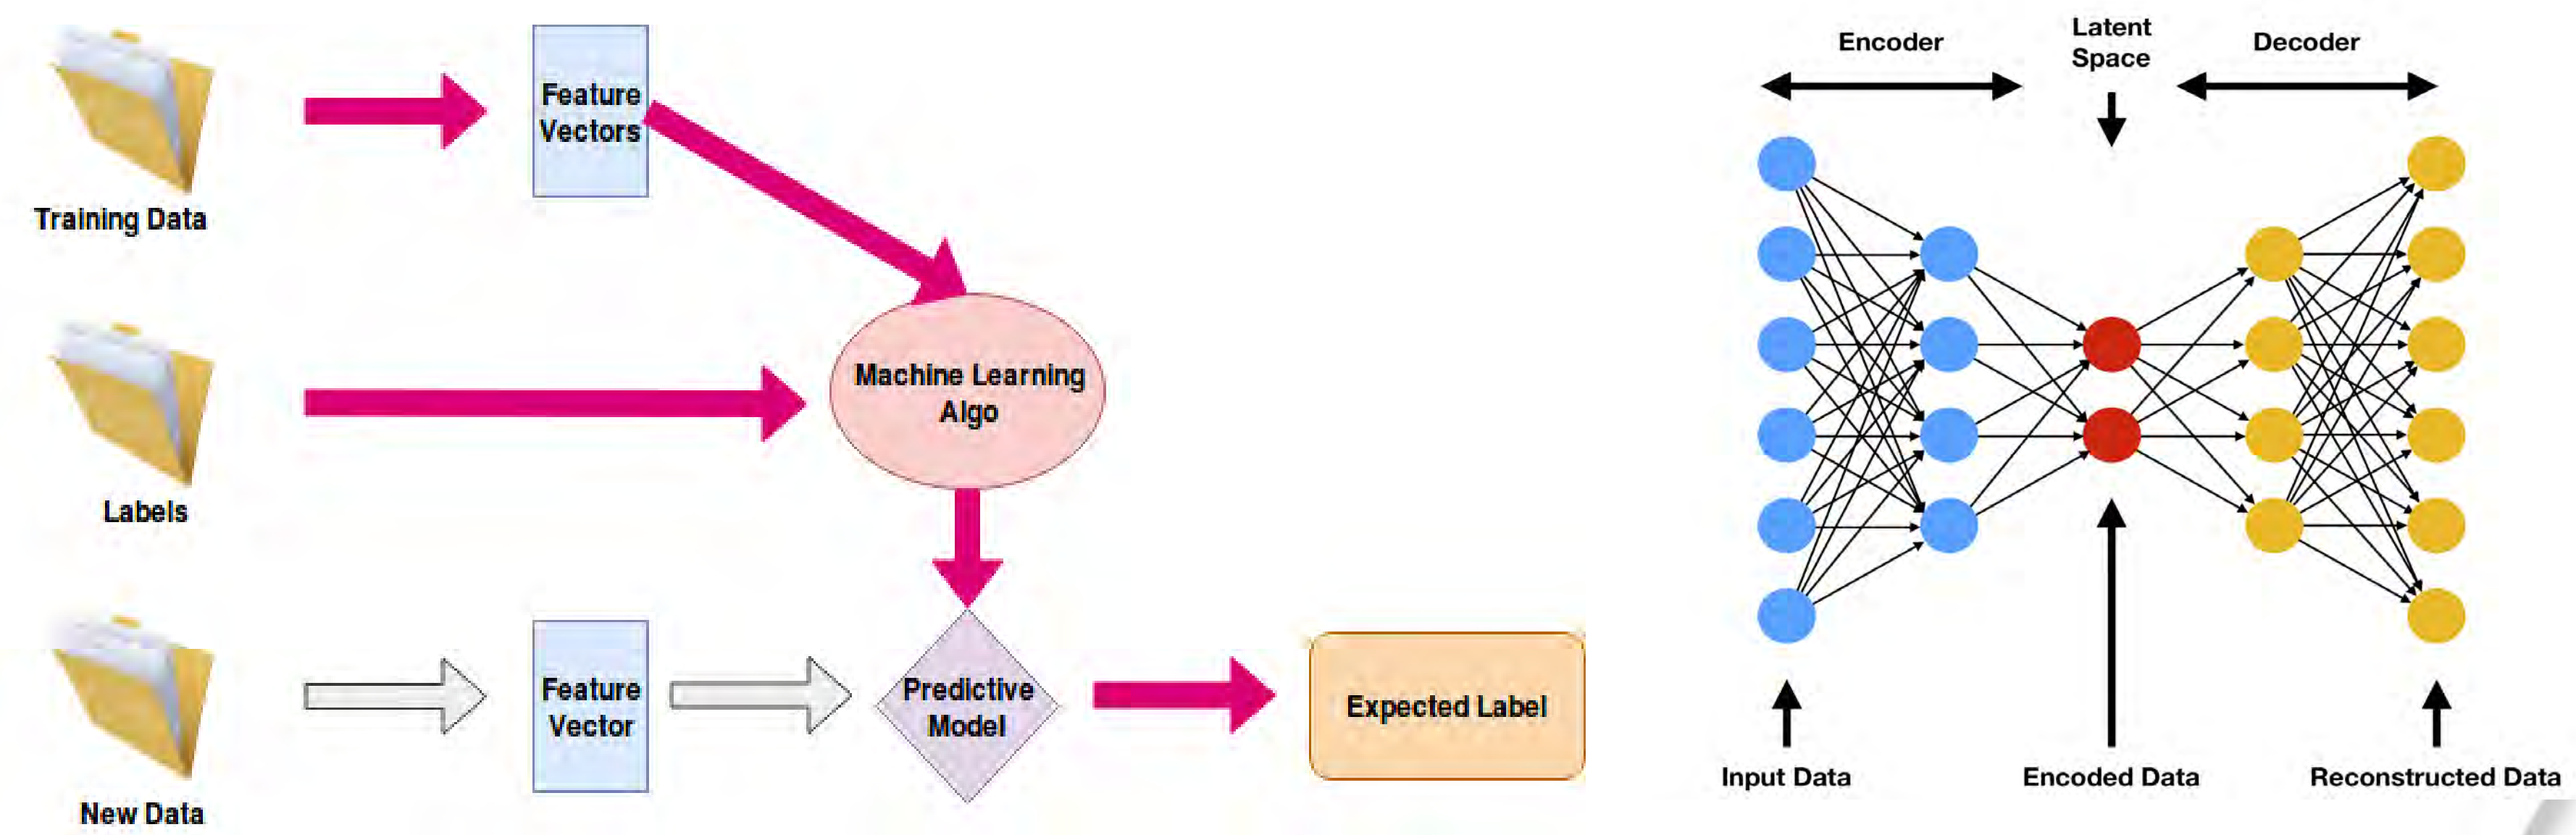 Training Data
Feature
Vectors
Labels
Machine Learning
Algo
New Data
Feature
Vector
Predictive
Model
Expected Label
Encoder
Latent
Space
Decoder
Input Data
Encoded Data
Reconstructed Data